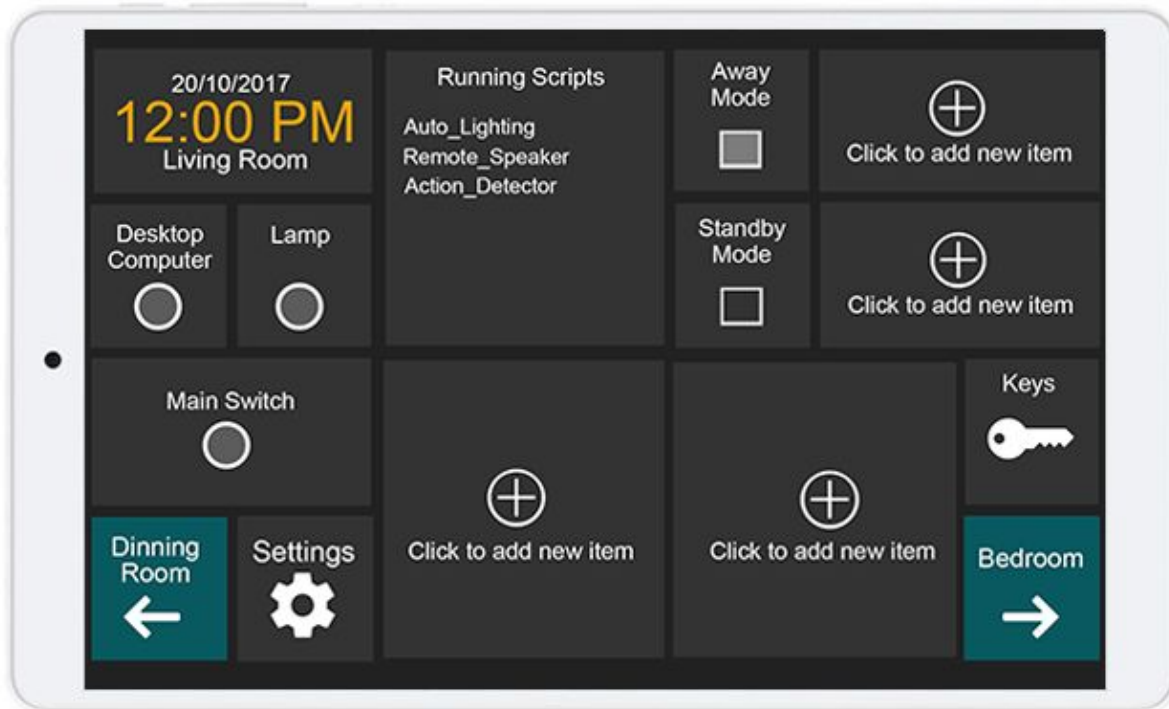 20/10/2017
12:00 PM
Living Room
Running Scripts
Auto_Lighting
Remote_Speaker
Action_Detector
Away
Mode
Click to add new item
Desktop
Computer
Lamp
Standby
Mode
Click to add new item
Main Switch
Click to add new item
Click to add new item
Keys
Dinning
Room
Settings
Bedroom